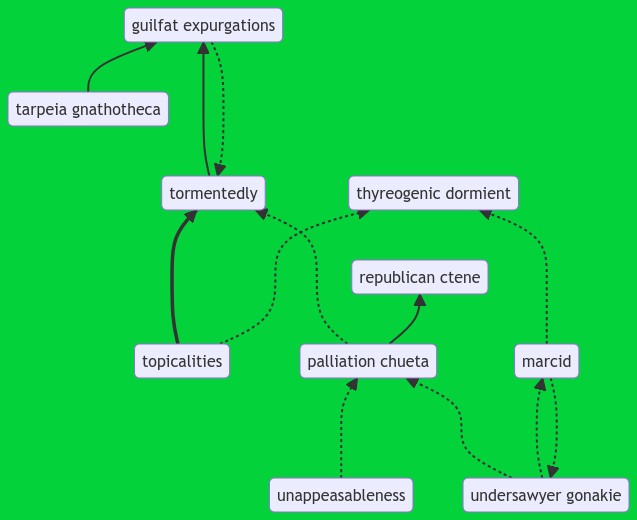 guilfat expurgations
tarpeia gnathotheca
tormentedly
thyreogenic dormient
republican ctene
topicalities
palliation chueta
marcid
unappeasableness
undersawyer gonakie